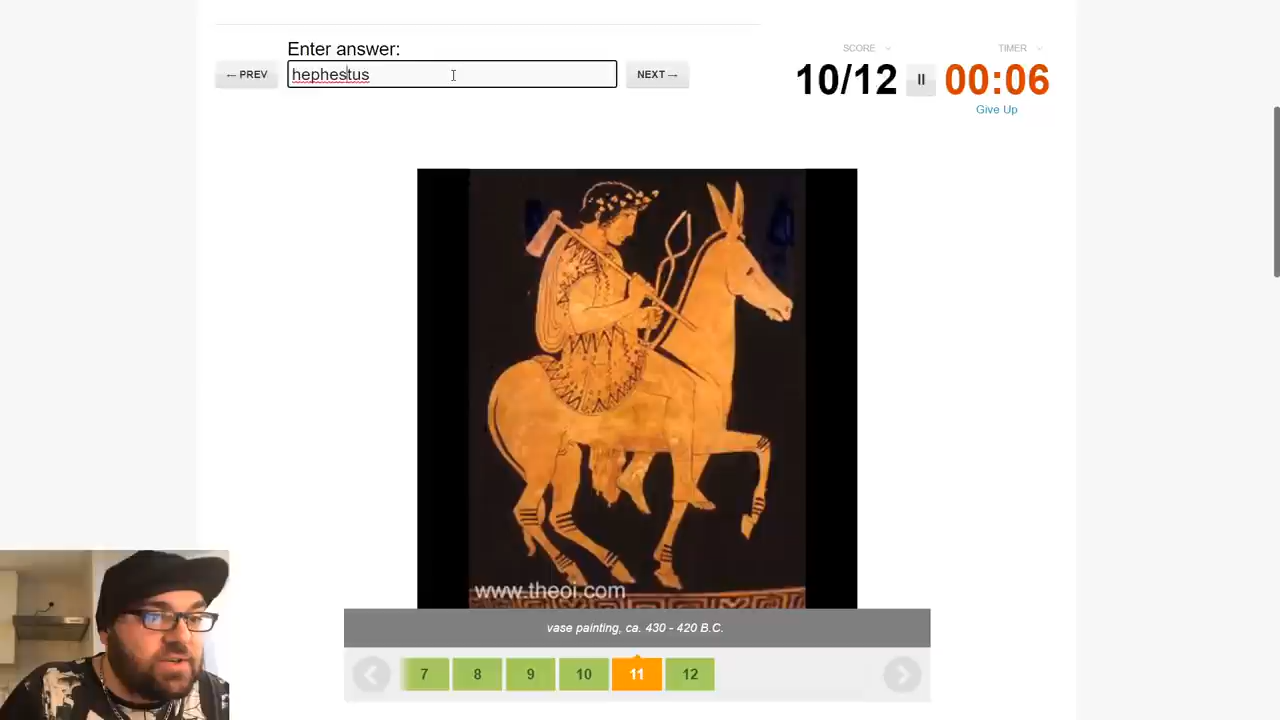 Enter answer:
← PREV
hephestus
NEXT →
SCORE
10/12
TIMER
00:06
Give Up
www.theoi.com
vase painting, ca. 430 - 420 B.C.
7 8 9 10 11 12